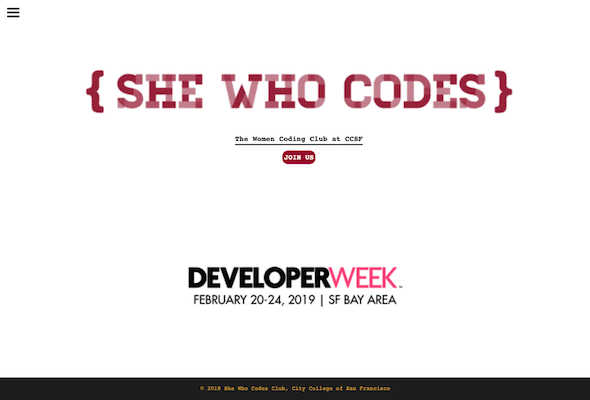 { SHE WHO CODES }
The Women Coding Club at CCSF
JOIN US
DEVELOPERWEEK™
FEBRUARY 20-24, 2019 | SF BAY AREA
© 2018 She Who Codes Club, City College of San Francisco